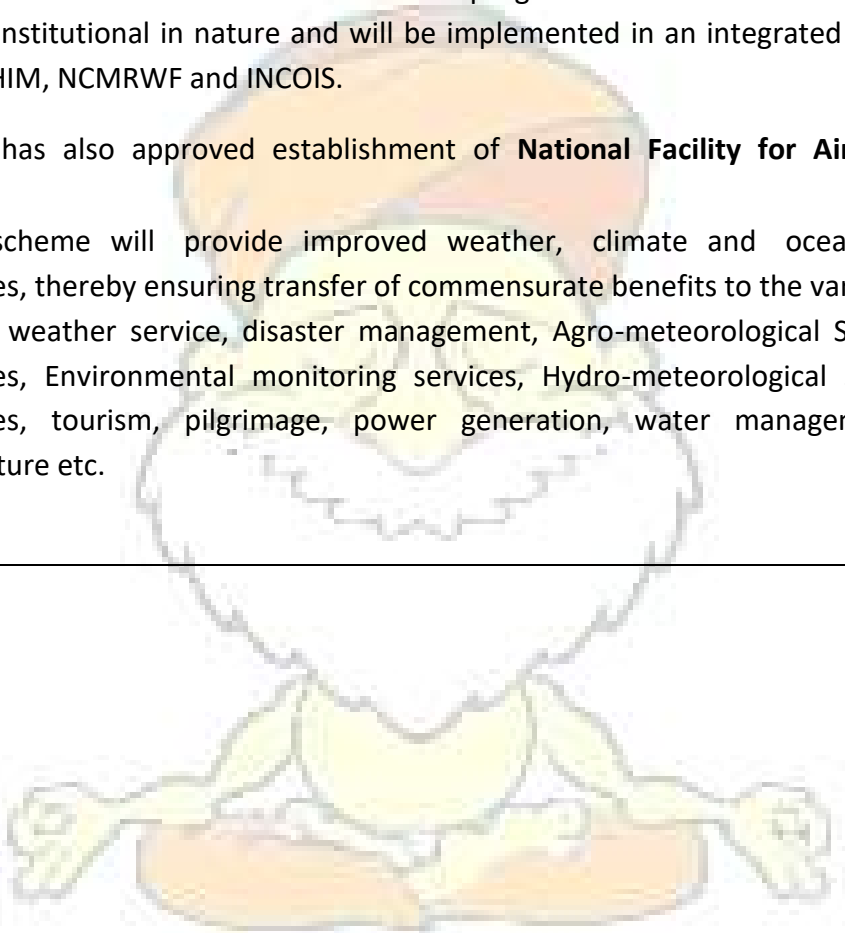 nstitutional in nature and will be implemented in an integrated
HIM, NCMRWF and INCOIS.
has also approved establishment of National Facility for Air
scheme will provide improved weather, climate and ocea
es, thereby ensuring transfer of commensurate benefits to the var
weather service, disaster management, Agro-meteorological S
es, Environmental monitoring services, Hydro-meteorological
es, tourism, pilgrimage, power generation, water manager
ture etc.